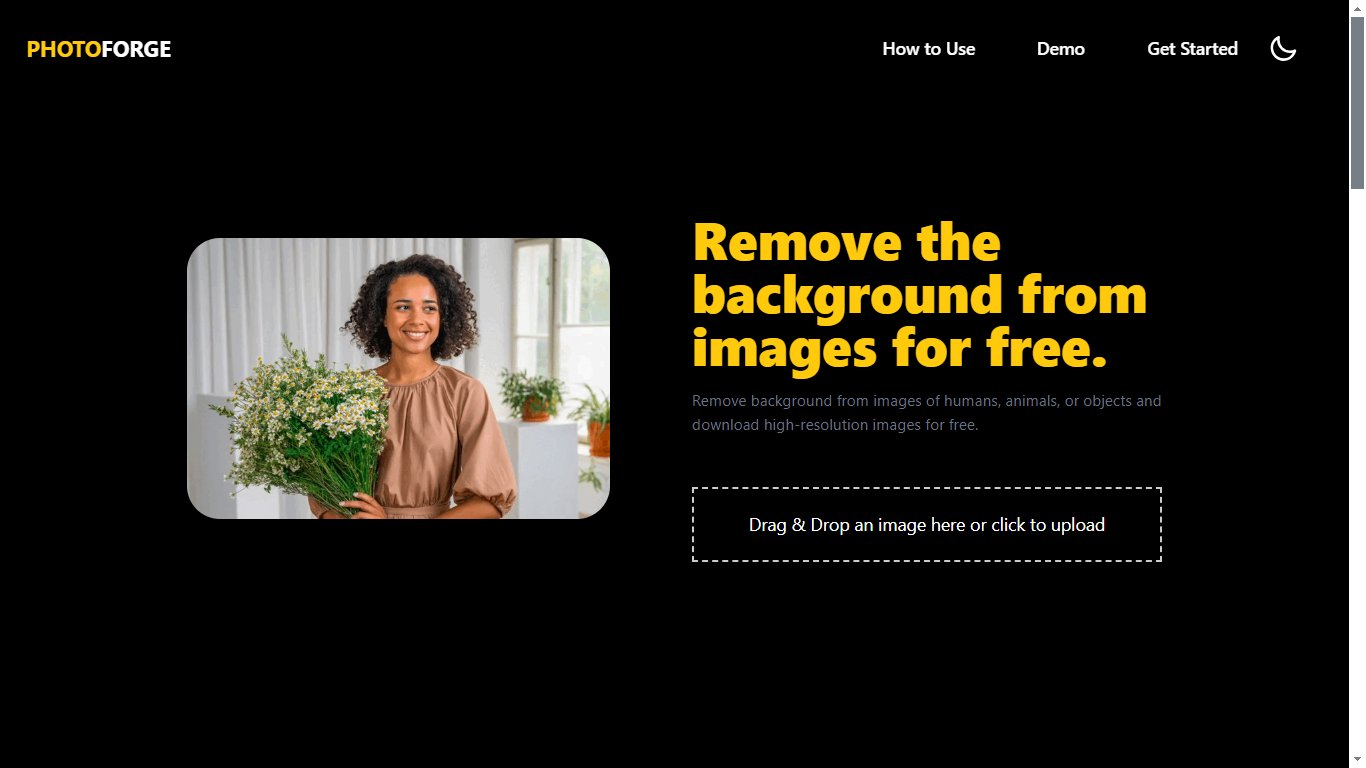 PHOTOFORGE
How to Use
Demo
Get Started
Remove the
background from
images for free.
Remove background from images of humans, animals, or objects and
download high-resolution images for free.
Drag & Drop an image here or click to upload